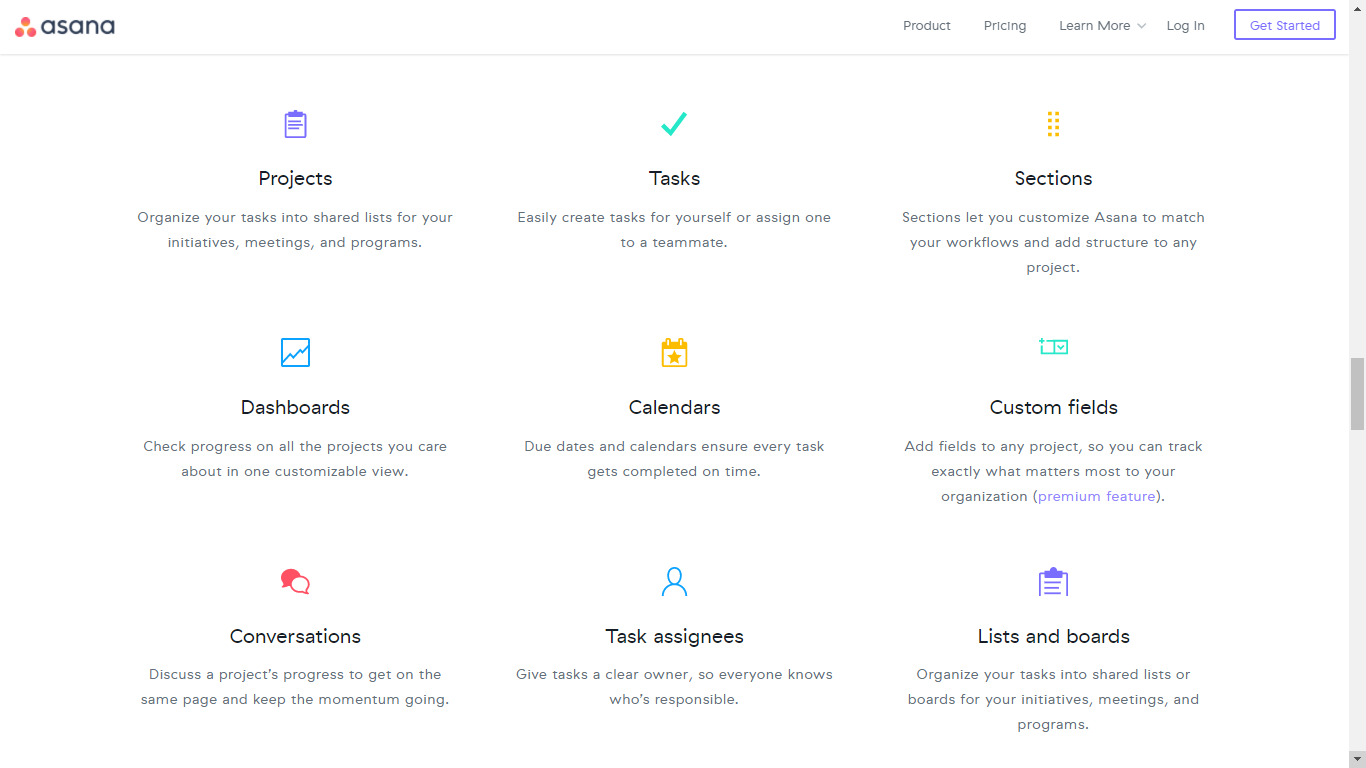 asana
Product
Pricing
Learn More
Log In
Get Started
Projects
Organize your tasks into shared lists for your
initiatives, meetings, and programs.
Tasks
Easily create tasks for yourself or assign one
to a teammate.
Sections
Sections let you customize Asana to match
your workflows and add structure to any
project.
Dashboards
Check progress on all the projects you care
about in one customizable view.
Calendars
Due dates and calendars ensure every task
gets completed on time.
Custom fields
Add fields to any project, so you can track
exactly what matters most to your
organization (premium feature).
Conversations
Discuss a project’s progress to get on the
same page and keep the momentum going.
Task assignees
Give tasks a clear owner, so everyone knows
who’s responsible.
Lists and boards
Organize your tasks into shared lists or
boards for your initiatives, meetings, and
programs.